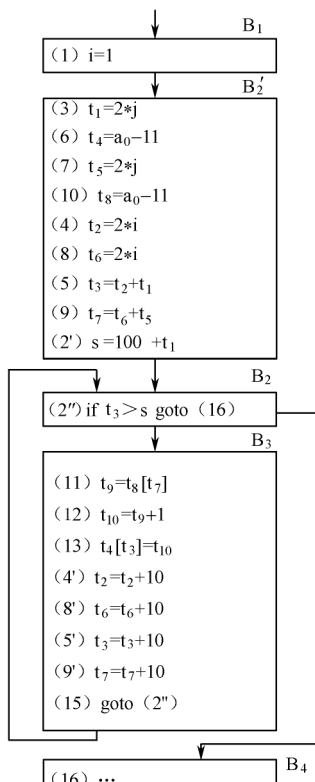 B₁
(1) i=1
B₂′
(3) t₁=2*j
(6) t₄=a₀−11
(7) t₅=2*j
(10) t₈=a₀−11
(4) t₂=2*i
(8) t₆=2*i
(5) t₃=t₂+t₁
(9) t₇=t₆+t₅
(2′) s=100 +t₁
B₂
(2″) if t₃>s goto (16)
B₃
(11) t₉=t₈[t₇]
(12) t₁₀=t₉+1
(13) t₄[t₃]=t₁₀
(4′) t₂=t₂+10
(8′) t₆=t₆+10
(5′) t₃=t₃+10
(9′) t₇=t₇+10
(15) goto (2″)
B₄
(16) …